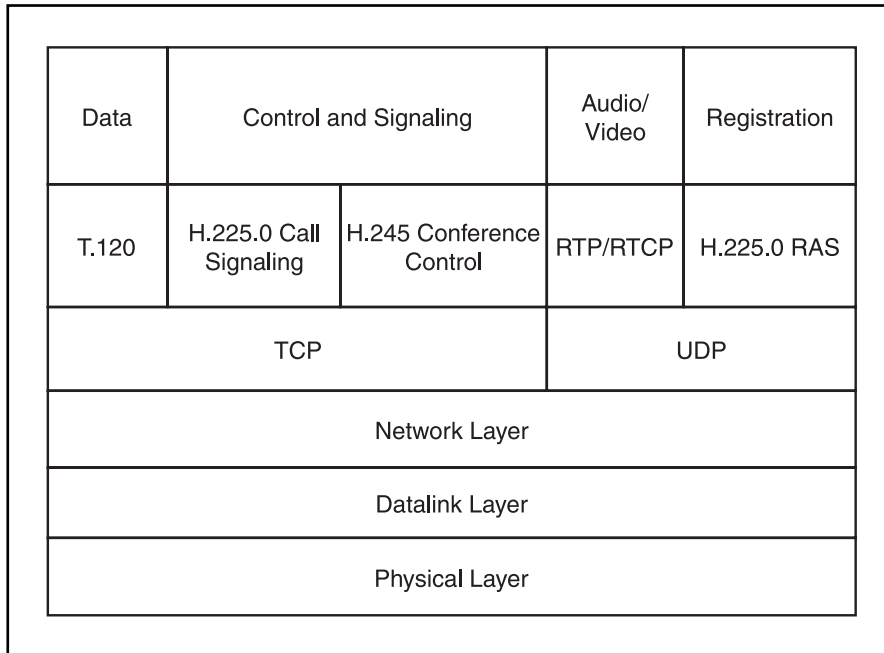 Data
Control and Signaling
Audio/
Video
Registration
T.120
H.225.0 Call
Signaling
H.245 Conference
Control
RTP/RTCP
H.225.0 RAS
TCP
UDP
Network Layer
Datalink Layer
Physical Layer